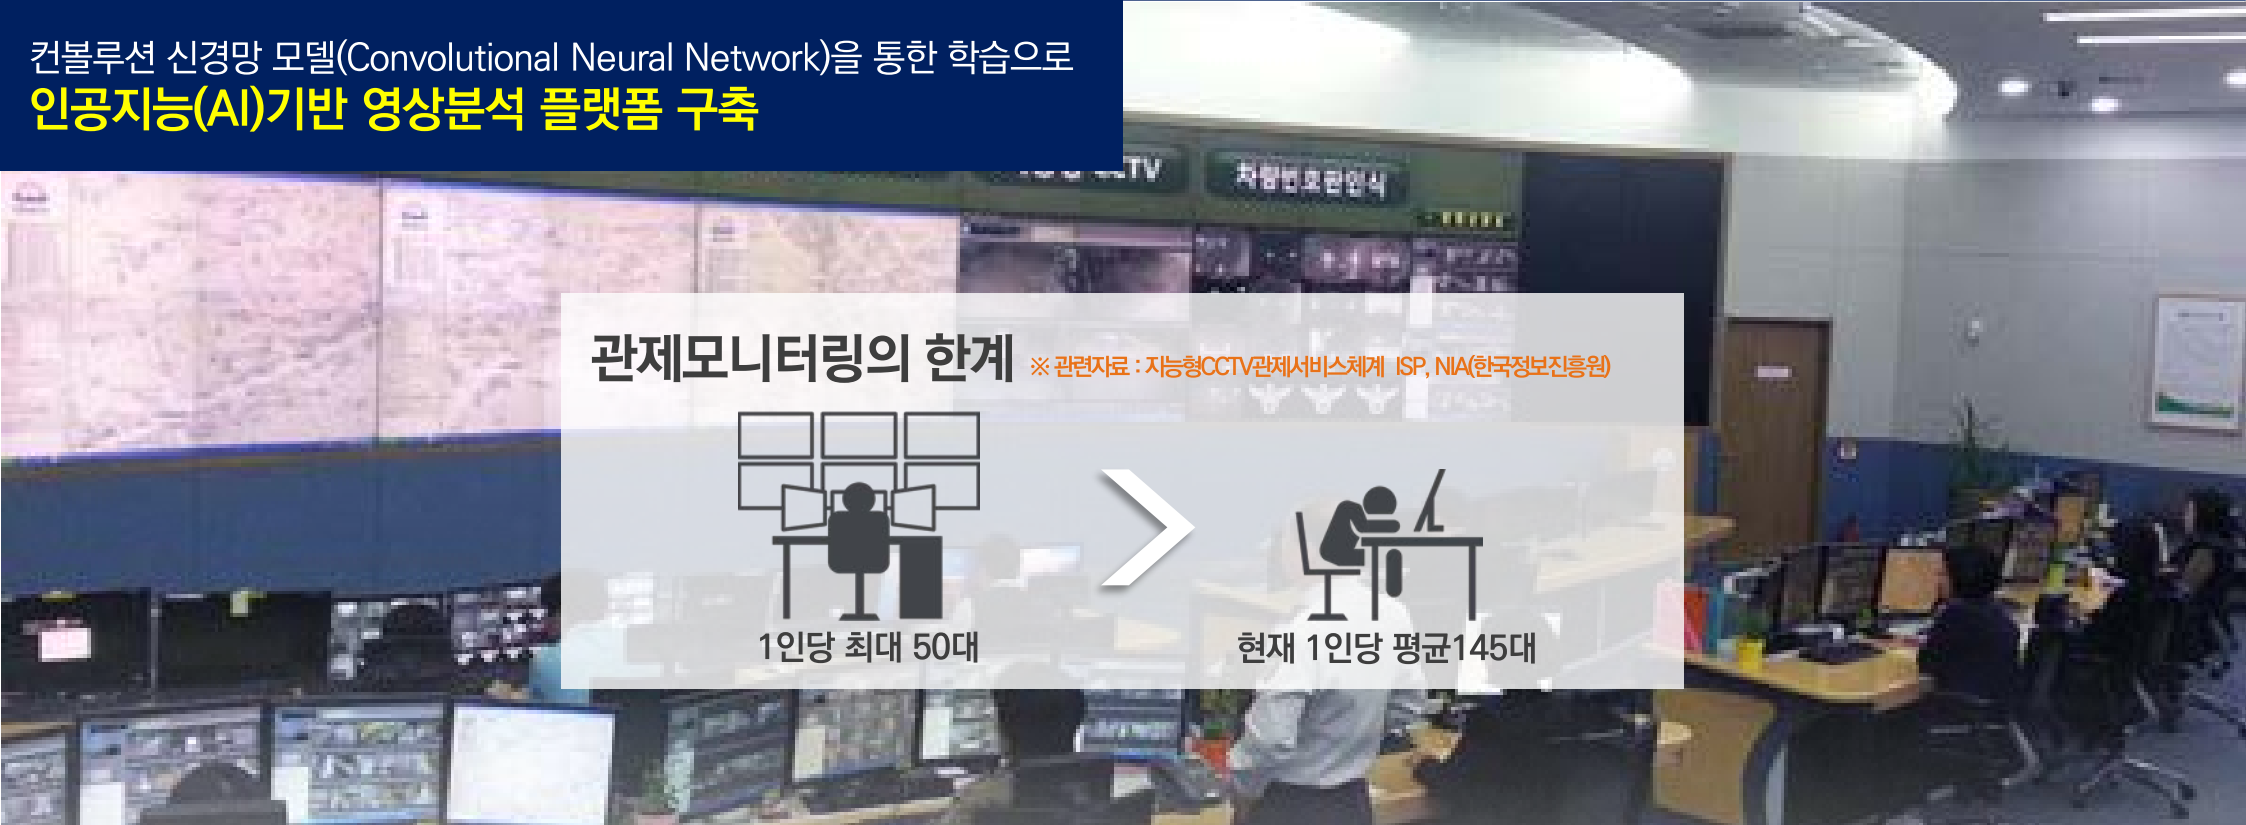 컨볼루션 신경망 모델(Convolutional Neural Network)을 통한 학습으로
인공지능(AI)기반 영상분석 플랫폼 구축
CCTV
차량번호판인식
관제모니터링의 한계 ※ 관련자료 : 지능형CCTV관제서비스체계 ISP, NIA(한국정보진흥원)
1인당 최대 50대
현재 1인당 평균145대